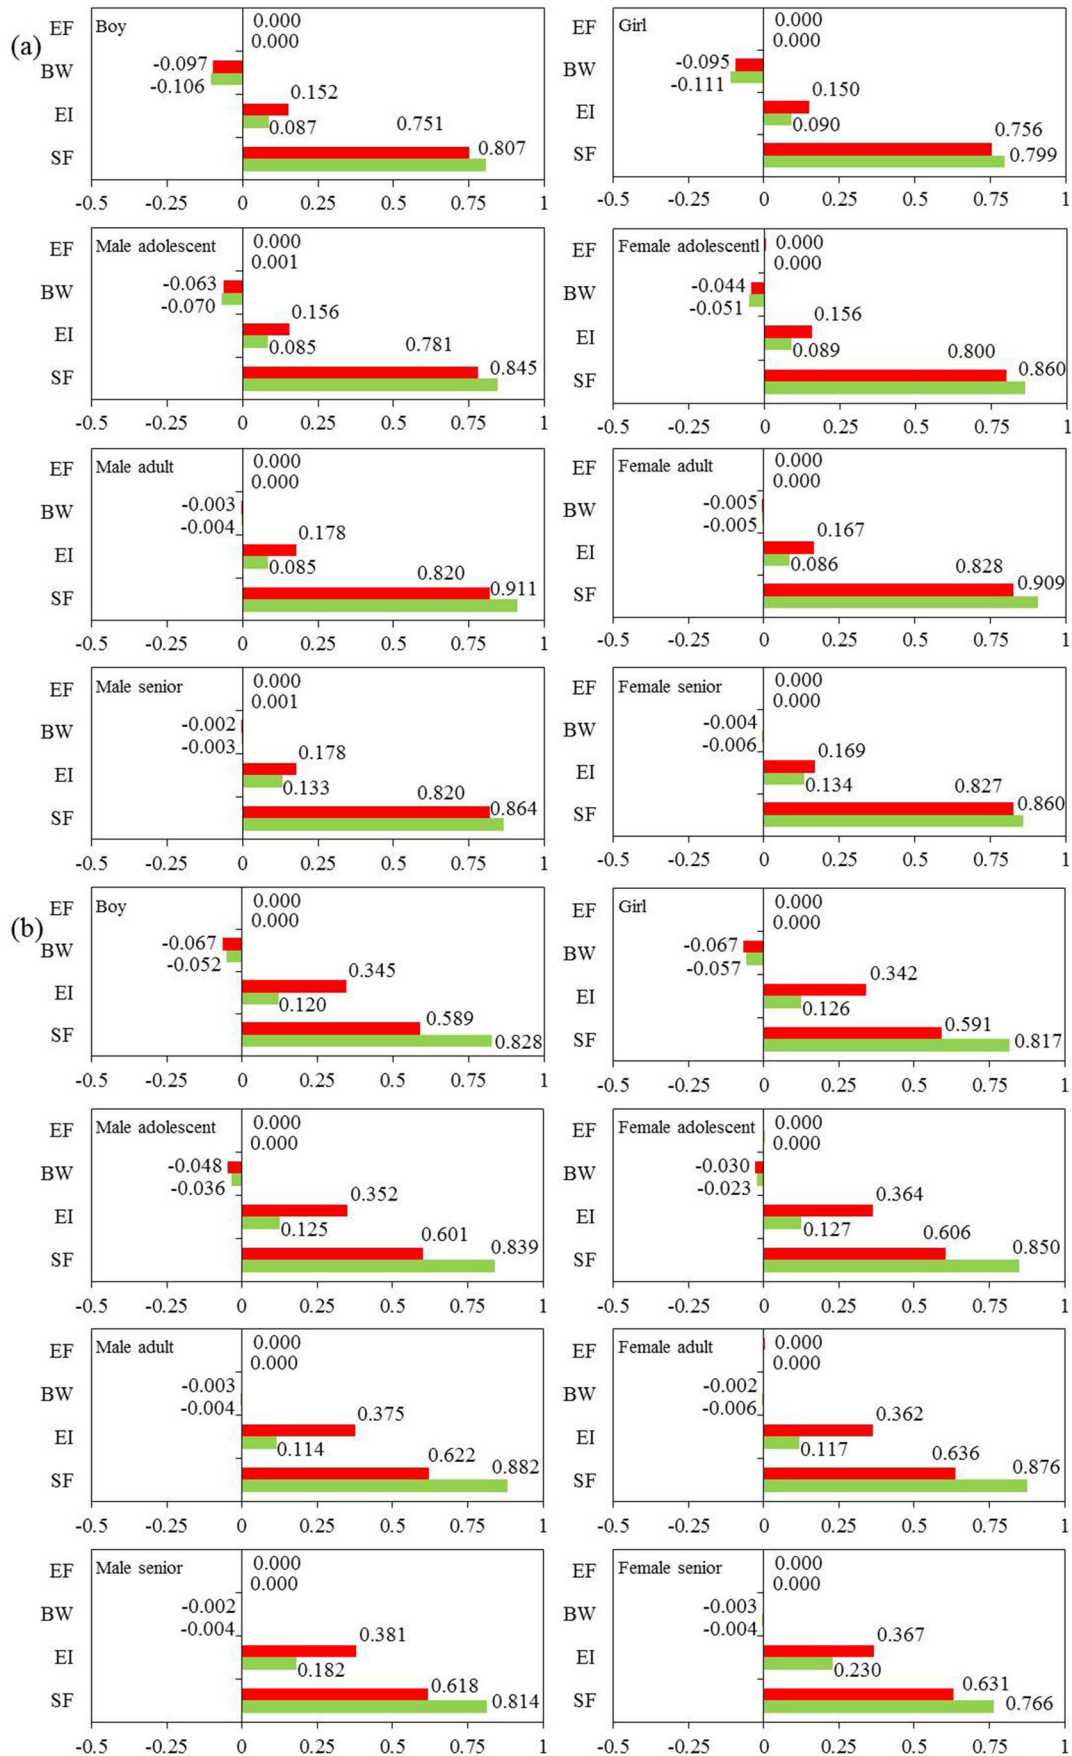 (a)
EF Boy 0.000
0.000
BW -0.097
-0.106
EI 0.152
0.087
SF 0.751
0.807
-0.5 -0.25 0 0.25 0.5 0.75 1
EF Girl 0.000
0.000
BW -0.095
-0.111
EI 0.150
0.090
SF 0.756
0.799
-0.5 -0.25 0 0.25 0.5 0.75 1
EF Male adolescent 0.000
0.001
BW -0.063
-0.070
EI 0.156
0.085
SF 0.781
0.845
-0.5 -0.25 0 0.25 0.5 0.75 1
EF Female adolescentl 0.000
0.000
BW -0.044
-0.051
EI 0.156
0.089
SF 0.800
0.860
-0.5 -0.25 0 0.25 0.5 0.75 1
EF Male adult 0.000
0.000
BW -0.003
-0.004
EI 0.178
0.085
SF 0.820
0.911
-0.5 -0.25 0 0.25 0.5 0.75 1
EF Female adult 0.000
0.000
BW -0.005
-0.005
EI 0.167
0.086
SF 0.828
0.909
-0.5 -0.25 0 0.25 0.5 0.75 1
EF Male senior 0.000
0.001
BW -0.002
-0.003
EI 0.178
0.133
SF 0.820
0.864
-0.5 -0.25 0 0.25 0.5 0.75 1
EF Female senior 0.000
0.000
BW -0.004
-0.006
EI 0.169
0.134
SF 0.827
0.860
-0.5 -0.25 0 0.25 0.5 0.75 1
(b)
EF Boy 0.000
0.000
BW -0.067
-0.052
EI 0.345
0.120
SF 0.589
0.828
-0.5 -0.25 0 0.25 0.5 0.75 1
EF Girl 0.000
0.000
BW -0.067
-0.057
EI 0.342
0.126
SF 0.591
0.817
-0.5 -0.25 0 0.25 0.5 0.75 1
EF Male adolescent 0.000
0.000
BW -0.048
-0.036
EI 0.352
0.125
SF 0.601
0.839
-0.5 -0.25 0 0.25 0.5 0.75 1
EF Female adolescent 0.000
0.000
BW -0.030
-0.023
EI 0.364
0.127
SF 0.606
0.850
-0.5 -0.25 0 0.25 0.5 0.75 1
EF Male adult 0.000
0.000
BW -0.003
-0.004
EI 0.375
0.114
SF 0.622
0.882
-0.5 -0.25 0 0.25 0.5 0.75 1
EF Female adult 0.000
0.000
BW -0.002
-0.006
EI 0.362
0.117
SF 0.636
0.876
-0.5 -0.25 0 0.25 0.5 0.75 1
EF Male senior 0.000
0.000
BW -0.002
-0.004
EI 0.381
0.182
SF 0.618
0.814
-0.5 -0.25 0 0.25 0.5 0.75 1
EF Female senior 0.000
0.000
BW -0.003
-0.004
EI 0.367
0.230
SF 0.631
0.766
-0.5 -0.25 0 0.25 0.5 0.75 1